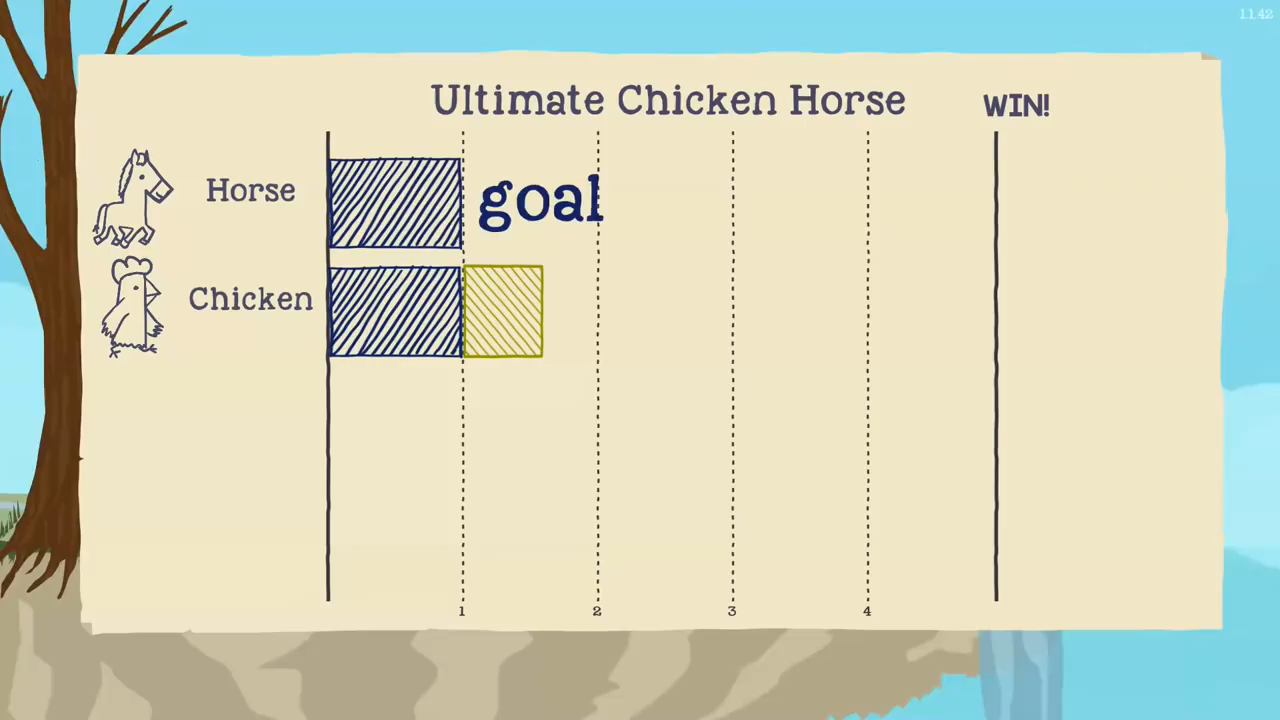 11.42
Ultimate Chicken Horse
WIN!
Horse
goal
Chicken
1 2 3 4